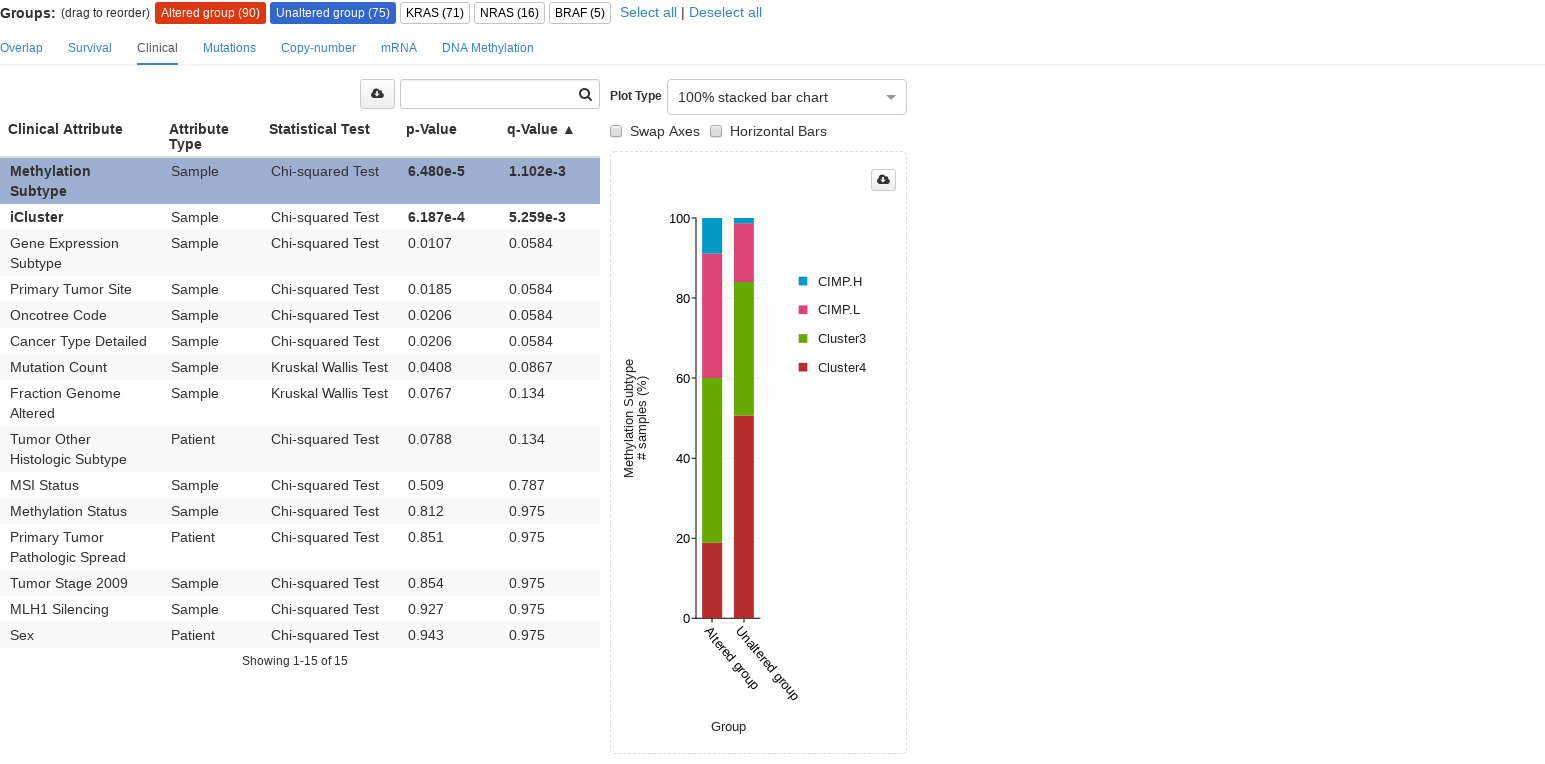 Groups: (drag to reorder) Altered group (90) Unaltered group (75) KRAS (71) NRAS (16) BRAF (5) Select all | Deselect all
Overlap Survival Clinical Mutations Copy-number mRNA DNA Methylation
Clinical Attribute Attribute Type Statistical Test p-Value q-Value ▲
Methylation Subtype Sample Chi-squared Test 6.480e-5 1.102e-3
iCluster Sample Chi-squared Test 6.187e-4 5.259e-3
Gene Expression Subtype Sample Chi-squared Test 0.0107 0.0584
Primary Tumor Site Sample Chi-squared Test 0.0185 0.0584
Oncotree Code Sample Chi-squared Test 0.0206 0.0584
Cancer Type Detailed Sample Chi-squared Test 0.0206 0.0584
Mutation Count Sample Kruskal Wallis Test 0.0408 0.0867
Fraction Genome Altered Sample Kruskal Wallis Test 0.0767 0.134
Tumor Other Histologic Subtype Patient Chi-squared Test 0.0788 0.134
MSI Status Sample Chi-squared Test 0.509 0.787
Methylation Status Sample Chi-squared Test 0.812 0.975
Primary Tumor Pathologic Spread Patient Chi-squared Test 0.851 0.975
Tumor Stage 2009 Sample Chi-squared Test 0.854 0.975
MLH1 Silencing Sample Chi-squared Test 0.927 0.975
Sex Patient Chi-squared Test 0.943 0.975
Showing 1-15 of 15
Plot Type 100% stacked bar chart
Swap Axes Horizontal Bars
100
80
60
40
20
0
Methylation Subtype
# samples (%)
CIMP.H
CIMP.L
Cluster3
Cluster4
Altered group
Unaltered group
Group